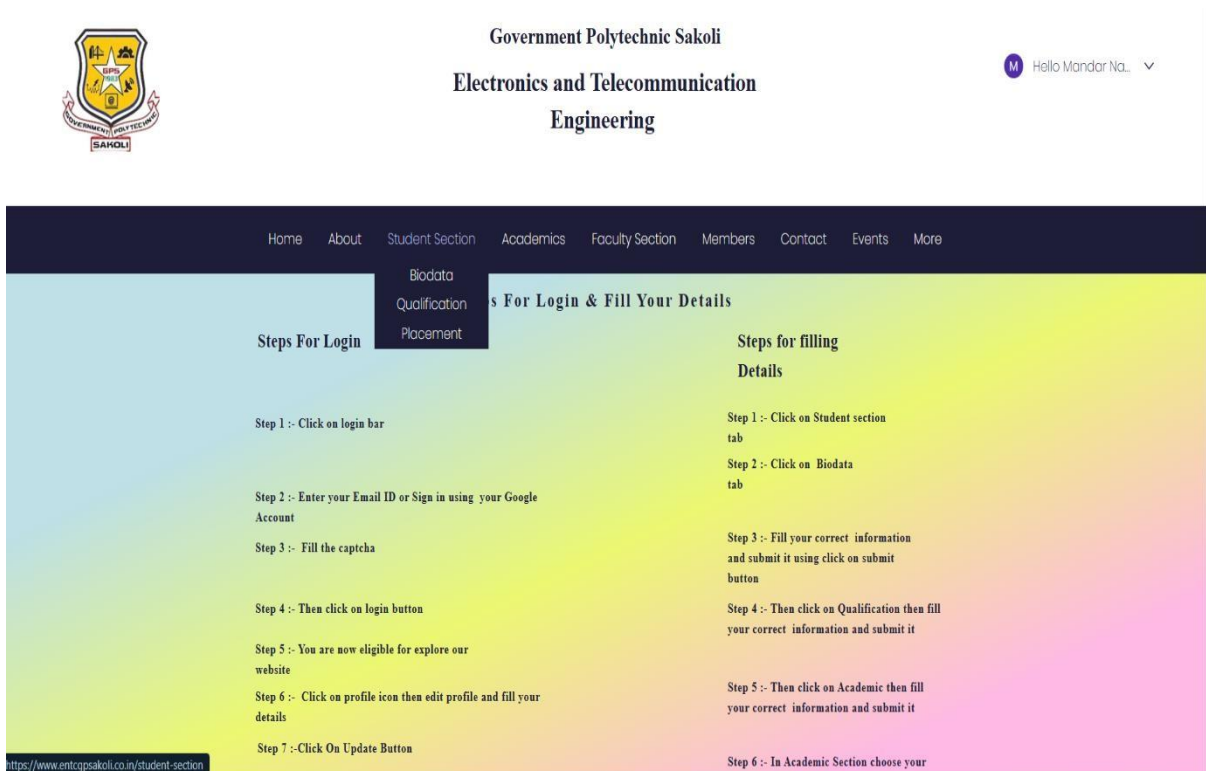 GPS
GOVERNMENT POLYTECHNIC
SAKOLI
Government Polytechnic Sakoli
Electronics and Telecommunication
Engineering
M Hello Mandar Na...
Home About Student Section Academics Faculty Section Members Contact Events More
Biodata
Qualification
Placement
s For Login & Fill Your Details
Steps For Login
Step 1 :- Click on login bar
Step 2 :- Enter your Email ID or Sign in using your Google
Account
Step 3 :- Fill the captcha
Step 4 :- Then click on login button
Step 5 :- You are now eligible for explore our
website
Step 6 :- Click on profile icon then edit profile and fill your
details
Step 7 :-Click On Update Button
Steps for filling
Details
Step 1 :- Click on Student section
tab
Step 2 :- Click on Biodata
tab
Step 3 :- Fill your correct information
and submit it using click on submit
button
Step 4 :- Then click on Qualification then fill
your correct information and submit it
Step 5 :- Then click on Academic then fill
your correct information and submit it
Step 6 :- In Academic Section choose your
https://www.entcgpsakoli.co.in/student-section